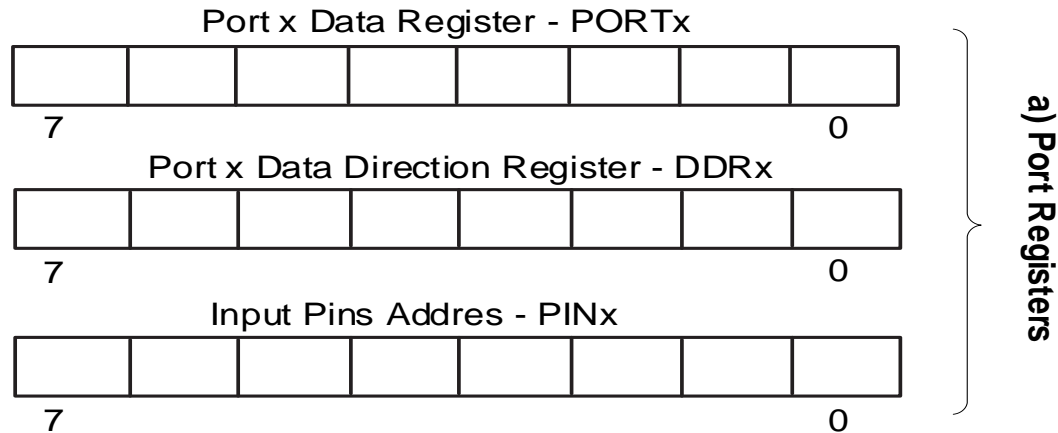 Port x Data Register - PORTx
7 0
Port x Data Direction Register - DDRx
7 0
Input Pins Addres - PINx
7 0
a) Port Registers